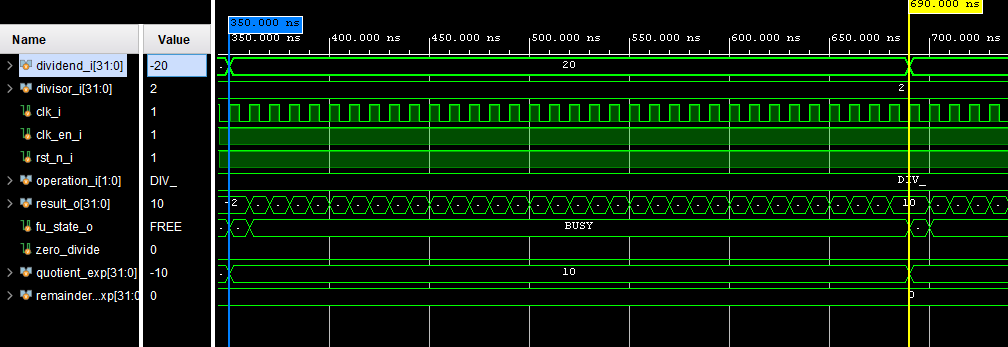 690.000 ns
350.000 ns
Name Value
350.000 ns 400.000 ns 450.000 ns 500.000 ns 550.000 ns 600.000 ns 650.000 ns 700.000 ns
dividend_i[31:0] -20 20
divisor_i[31:0] 2 2
clk_i 1
clk_en_i 1
rst_n_i 1
operation_i[1:0] DIV_ DIV_
result_o[31:0] 10 -2 10
fu_state_o FREE BUSY
zero_divide 0
quotient_exp[31:0] -10 10
remainder...xp[31:0 0 0